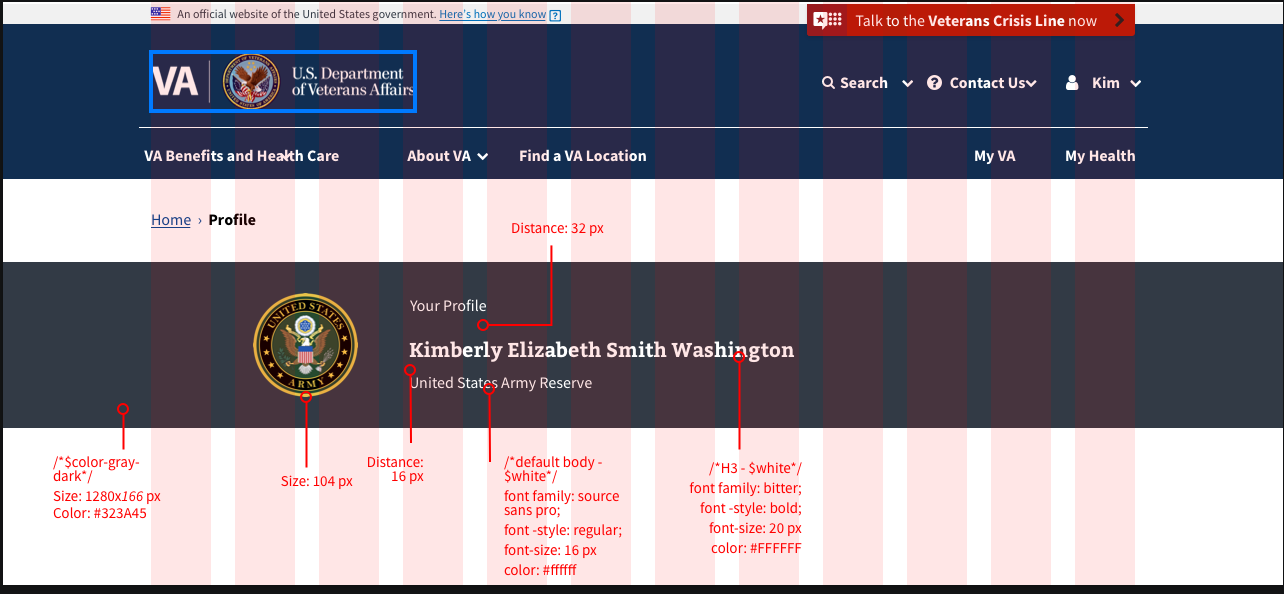 An official website of the United States government. Here's how you know ?
Talk to the Veterans Crisis Line now
VA U.S. Department
of Veterans Affairs
Search Contact Us Kim
VA Benefits and Health Care About VA Find a VA Location My VA My Health
Home › Profile
Distance: 32 px
UNITED STATES
ARMY
Your Profile
Kimberly Elizabeth Smith Washington
United States Army Reserve
/*$color-gray-
dark*/
Size: 1280x166 px
Color: #323A45
Size: 104 px
Distance:
16 px
/*default body -
$white*/
font family: source
sans pro;
font -style: regular;
font-size: 16 px
color: #ffffff
/*H3 - $white*/
font family: bitter;
font -style: bold;
font-size: 20 px
color: #FFFFFF